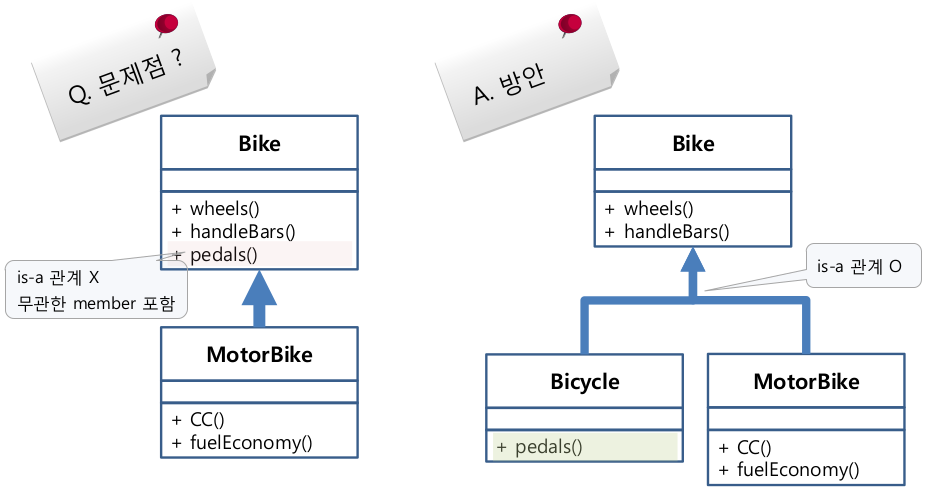 Q. 문제점 ?
Bike
+ wheels()
+ handleBars()
+ pedals()
is-a 관계 X
무관한 member 포함
MotorBike
+ CC()
+ fuelEconomy()
A. 방안
Bike
+ wheels()
+ handleBars()
is-a 관계 O
Bicycle
+ pedals()
MotorBike
+ CC()
+ fuelEconomy()